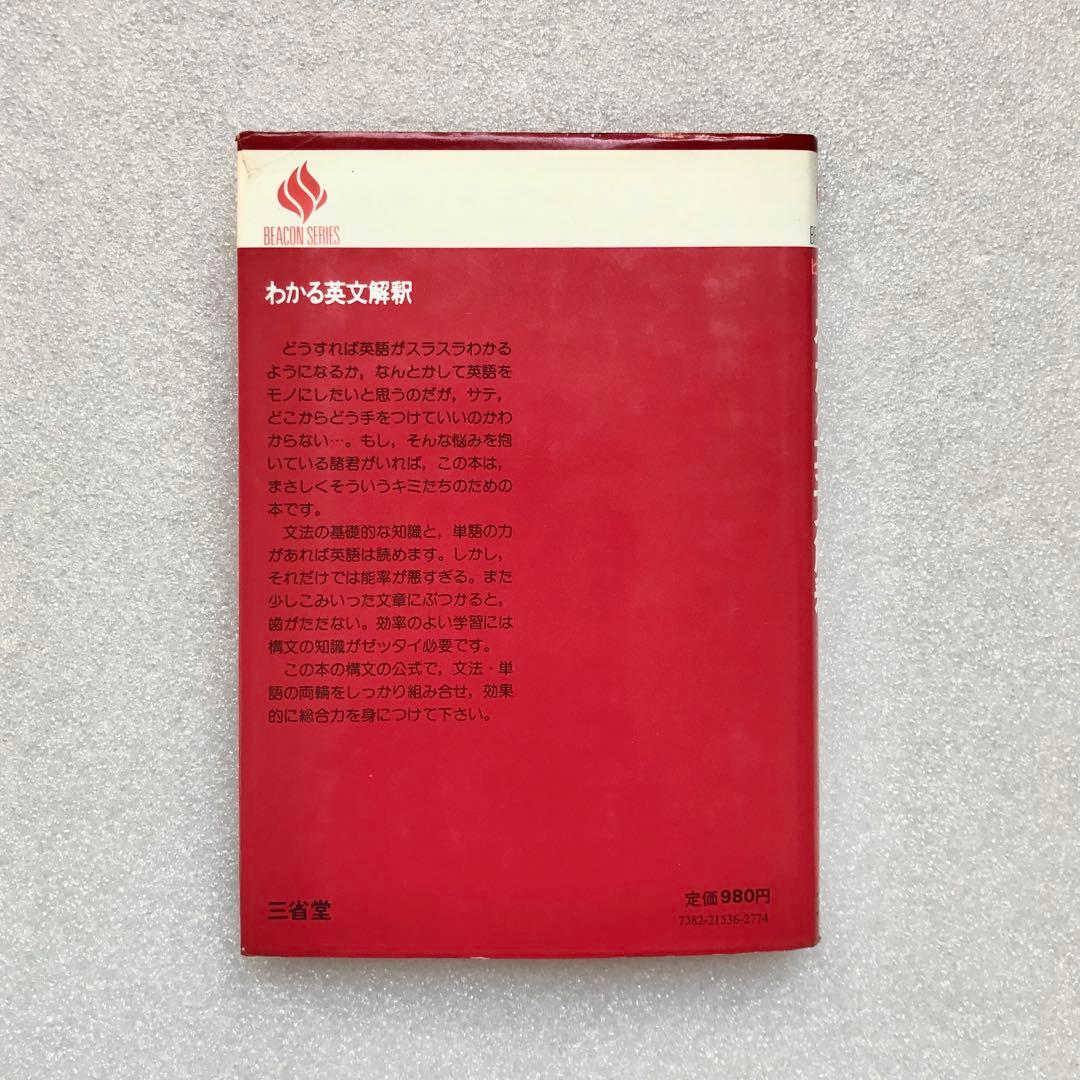 BEACON SERIES
わかる英文解釈
どうすれば英語がスラスラわかる
ようになるか，なんとかして英語を
モノにしたいと思うのだが，サテ，
どこからどう手をつけていいのかわ
からない…。もし，そんな悩みを抱
いている諸君がいれば，この本は，
まさしくそういうキミたちのための
本です。
文法の基礎的な知識と，単語の力
があれば英語は読めます。しかし，
それだけでは能率が悪すぎる。また
少しこみいった文章にぶつかると，
歯がたたない。効率のよい学習には
構文の知識がゼッタイ必要です。
この本の構文の公式で，文法・単
語の両輪をしっかり組み合せ，効果
的に総合力を身につけて下さい。
三省堂
定価980円
7382-21536-2774